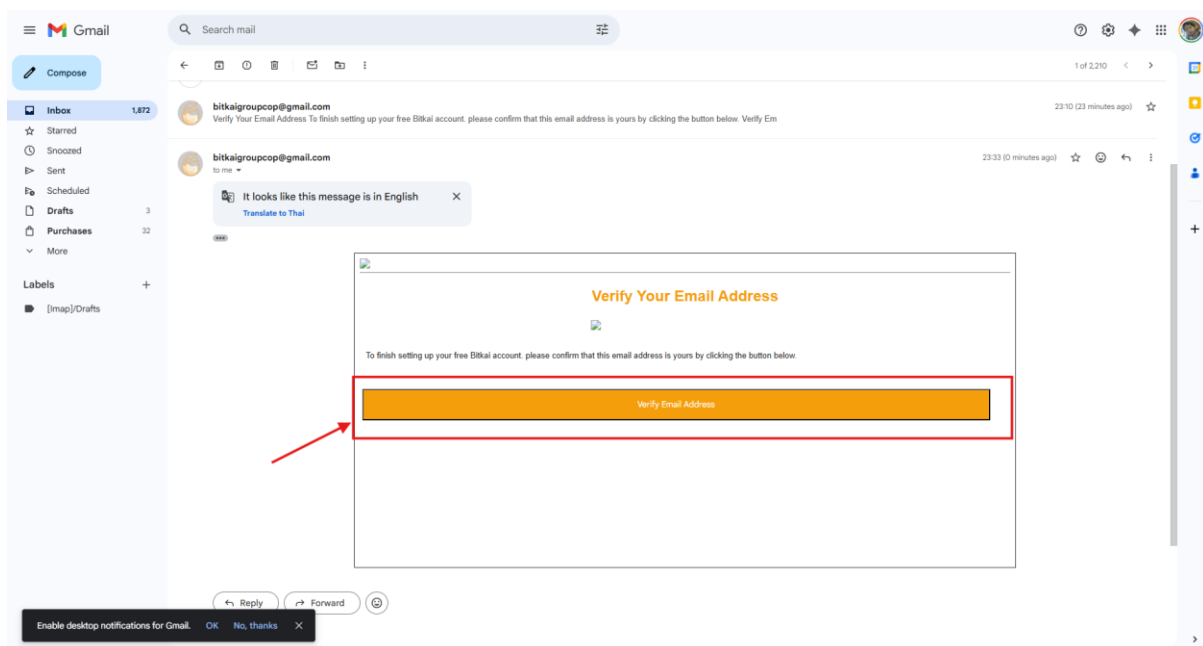 Gmail
Search mail
Compose
1 of 2,210
Inbox 1,872
Starred
Snoozed
Sent
Scheduled
Drafts 3
Purchases 32
More
Labels
[Imap]/Drafts
bitkaigroupcop@gmail.com 23:10 (23 minutes ago)
Verify Your Email Address To finish setting up your free Bitkai account. please confirm that this email address is yours by clicking the button below. Verify Em
bitkaigroupcop@gmail.com 23:33 (0 minutes ago)
to me
It looks like this message is in English
Translate to Thai
Verify Your Email Address
To finish setting up your free Bitkai account. please confirm that this email address is yours by clicking the button below.
Verify Email Address
Reply Forward
Enable desktop notifications for Gmail. OK No, thanks